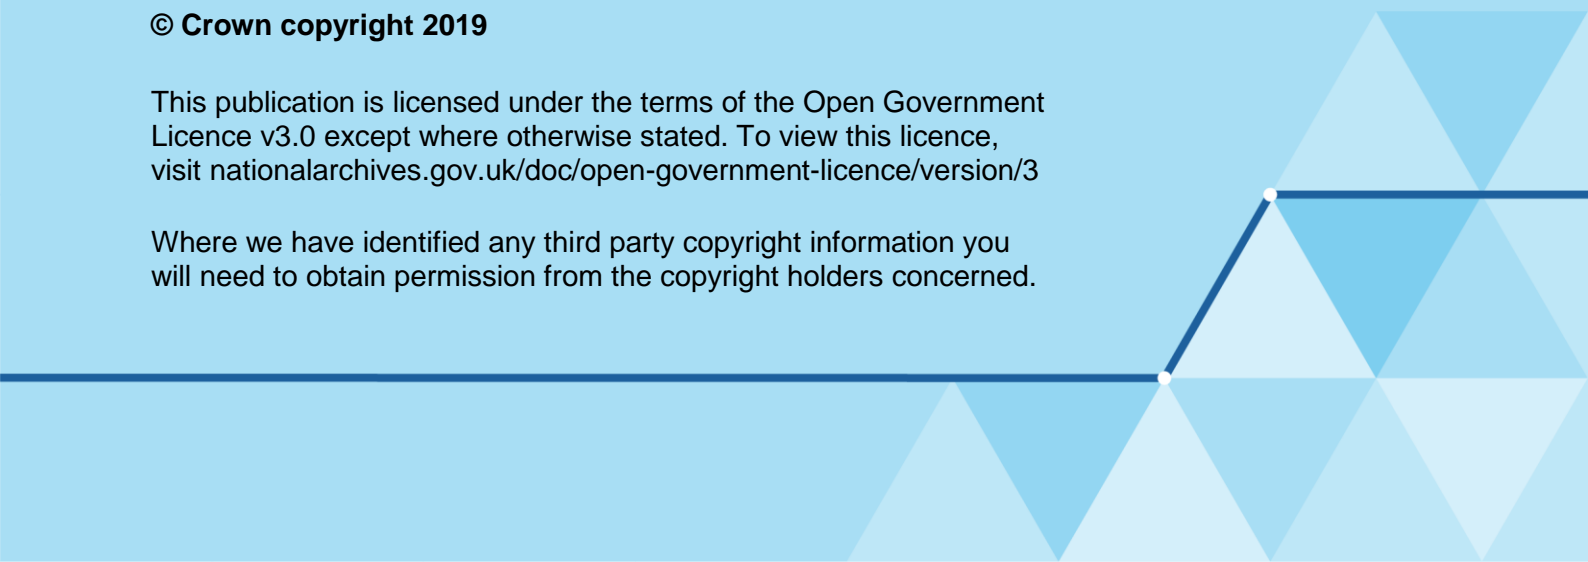 © Crown copyright 2019
This publication is licensed under the terms of the Open Government
Licence v3.0 except where otherwise stated. To view this licence,
visit nationalarchives.gov.uk/doc/open-government-licence/version/3
Where we have identified any third party copyright information you
will need to obtain permission from the copyright holders concerned.